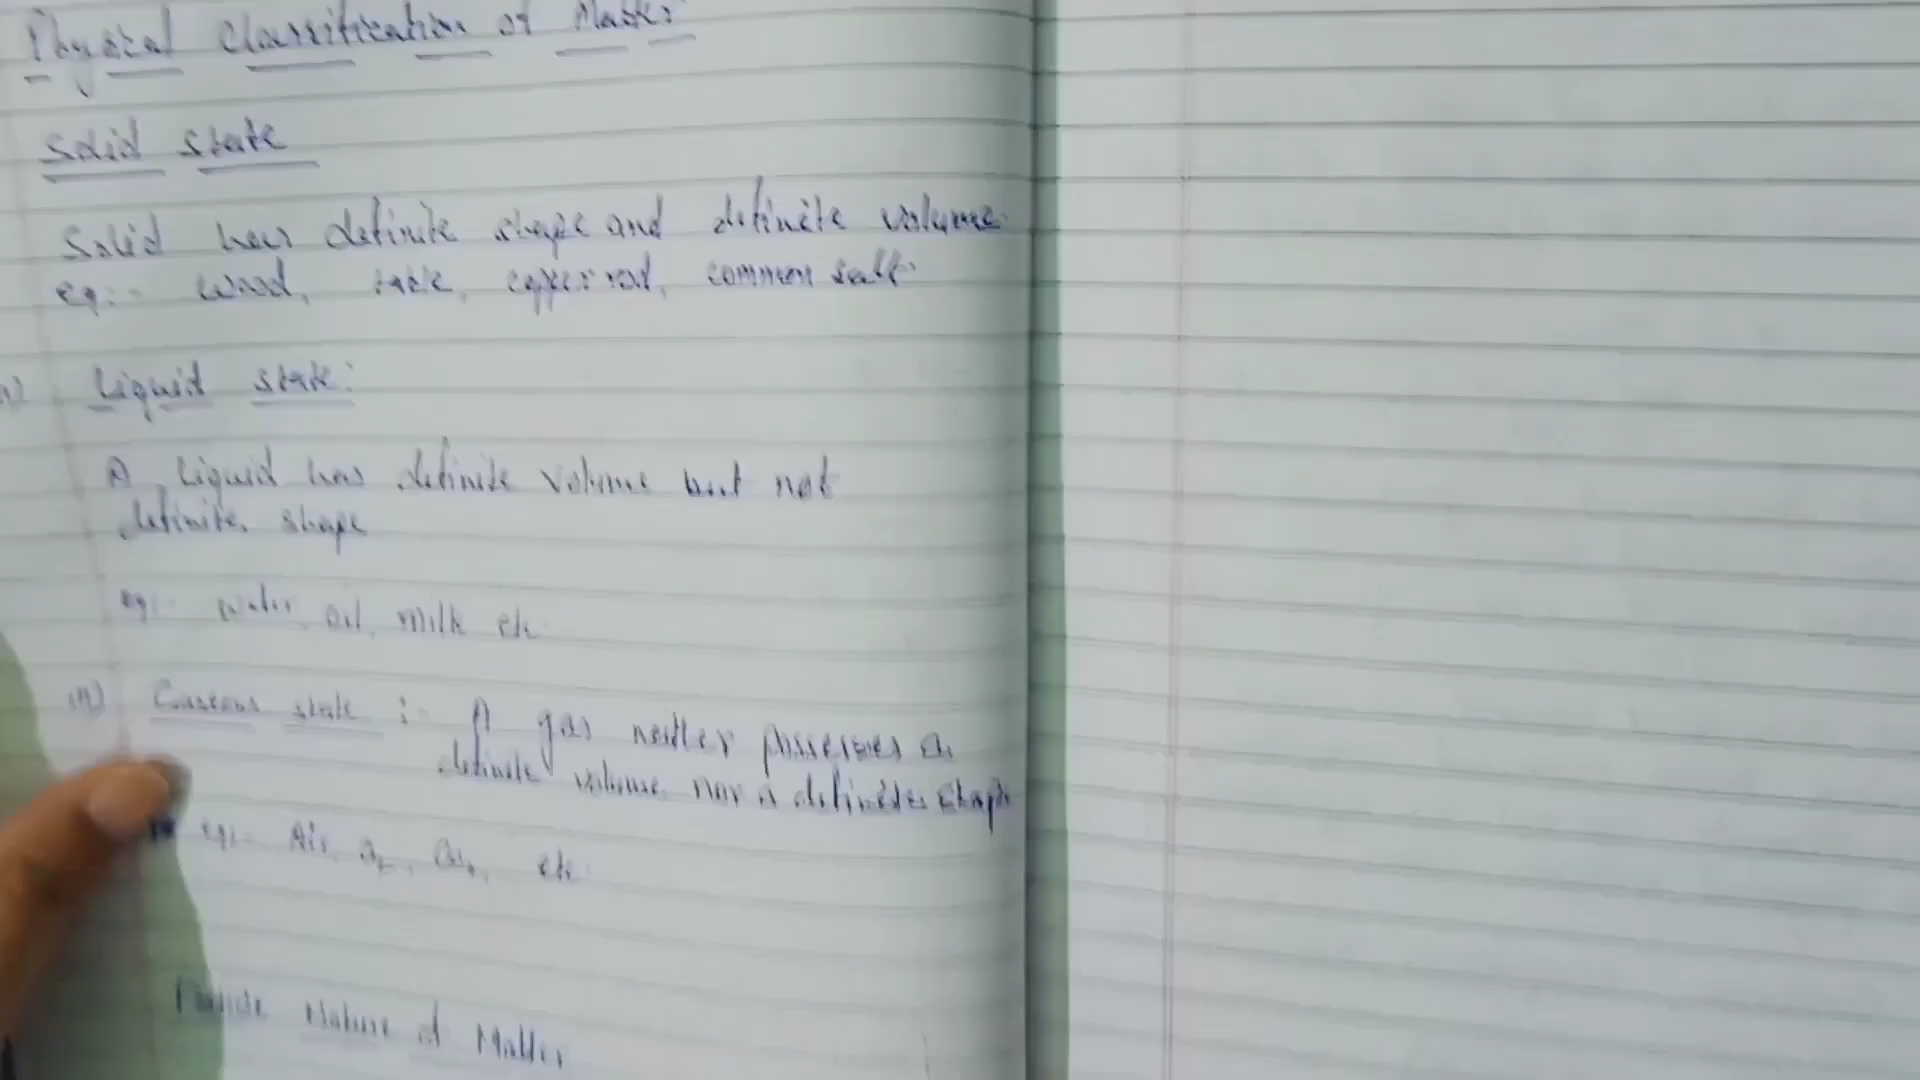 Physical Classification of Matter
Solid state
Solid has definite shape and definite volume.
eg:- wood, table, copper rod, common salt.
Liquid state:
A liquid has definite volume but not
definite shape
eg:- water, oil, milk etc
iii) Gaseous state :- A gas neither possesses a
definite volume nor a definite shape
eg:- Air, etc.
Particle Nature of Matter